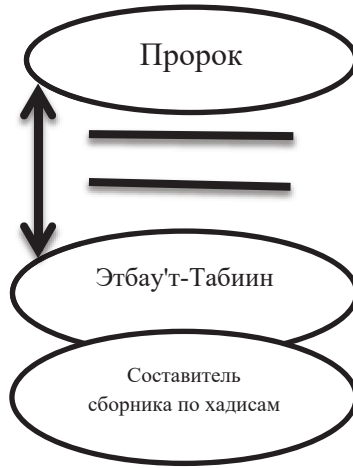 Пророк
Этбау'т-Табиин
Составитель
сборника по хадисам